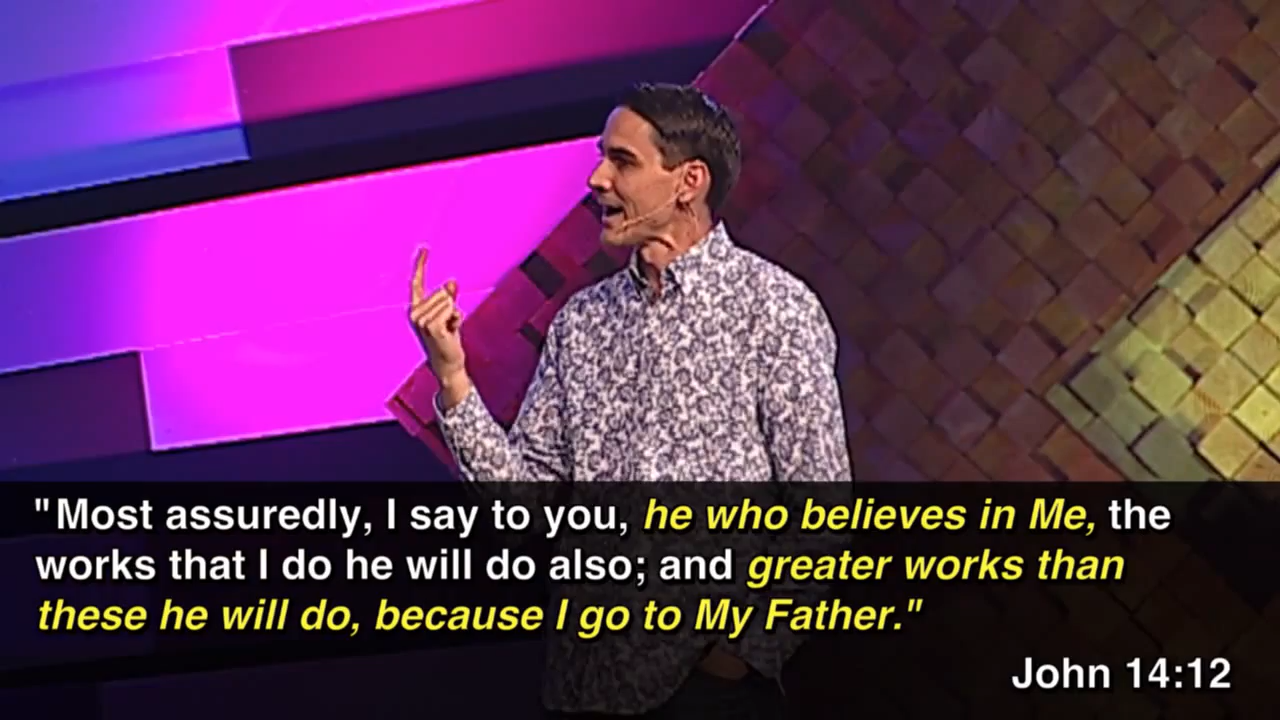 "Most assuredly, I say to you, he who believes in Me, the
works that I do he will do also; and greater works than
these he will do, because I go to My Father."
John 14:12